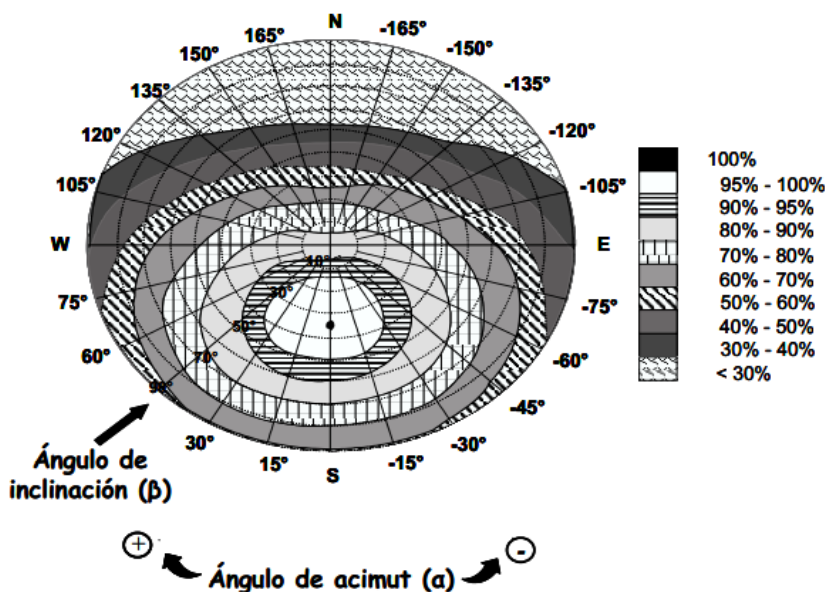 N
165° -165°
150° -150°
135° -135°
120° -120°
105° -105°
W E
75° -75°
60° -60°
-45°
30° -30°
15° -15°
S
10°
30°
50°
70°
90°
100%
95% - 100%
90% - 95%
80% - 90%
70% - 80%
60% - 70%
50% - 60%
40% - 50%
30% - 40%
< 30%
Ángulo de
inclinación (β)
+ Ángulo de acimut (α) -